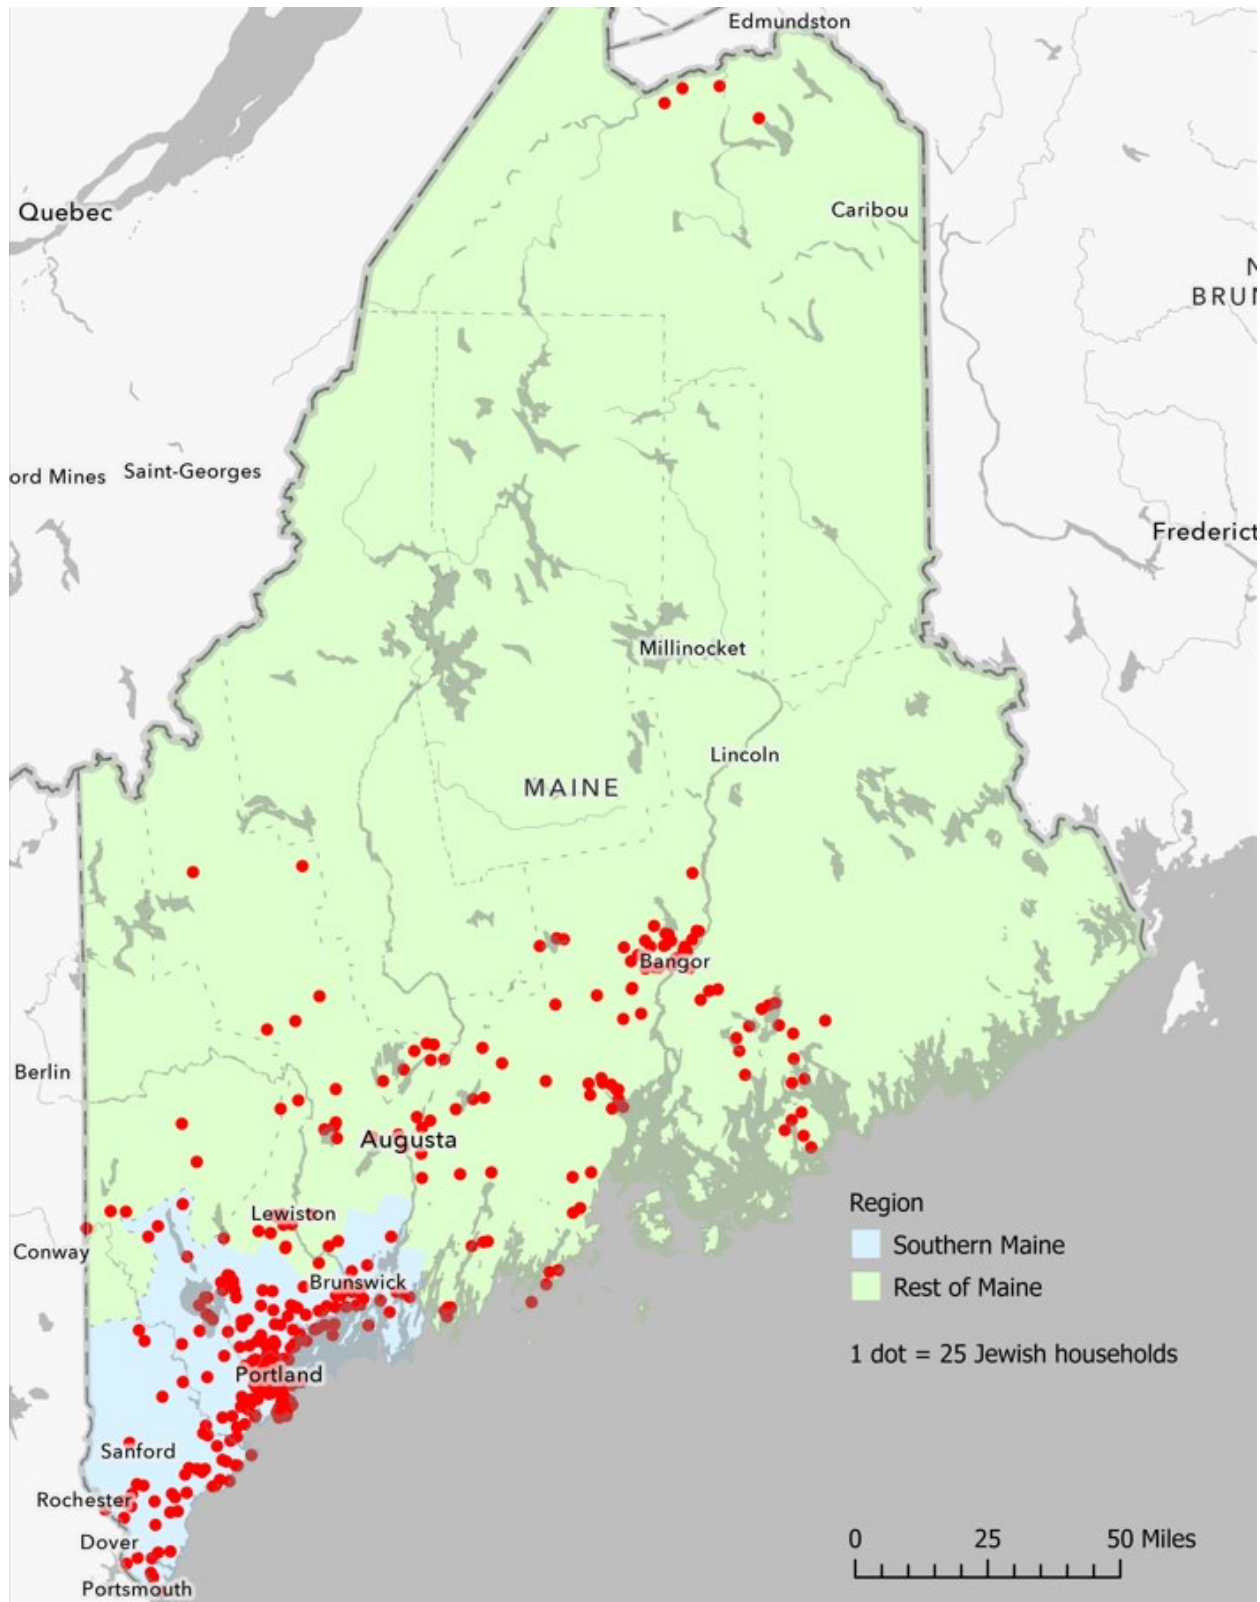 Edmundston
Quebec
Caribou
N
BRUN
ord Mines
Saint-Georges
Frederict
Millinocket
Lincoln
MAINE
Bangor
Berlin
Augusta
Region
Lewiston
Conway
Southern Maine
Brunswick
Rest of Maine
1 dot = 25 Jewish households
Portland
Sanford
Rochester
Dover
0 25 50 Miles
Portsmouth